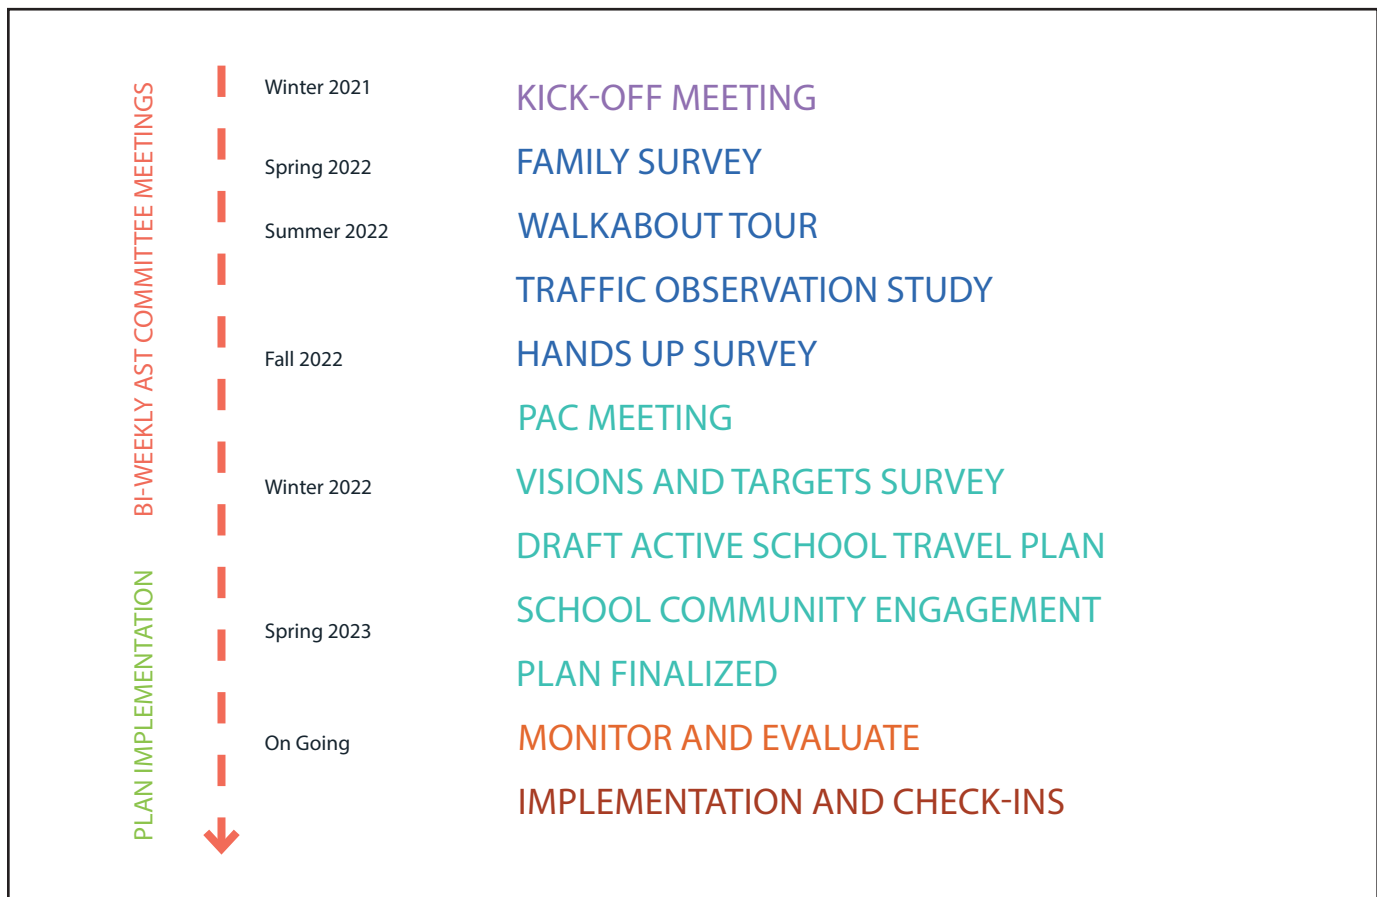 BI-WEEKLY AST COMMITTEE MEETINGS
PLAN IMPLEMENTATION
Winter 2021
KICK-OFF MEETING
Spring 2022
FAMILY SURVEY
Summer 2022
WALKABOUT TOUR
TRAFFIC OBSERVATION STUDY
Fall 2022
HANDS UP SURVEY
PAC MEETING
Winter 2022
VISIONS AND TARGETS SURVEY
DRAFT ACTIVE SCHOOL TRAVEL PLAN
SCHOOL COMMUNITY ENGAGEMENT
Spring 2023
PLAN FINALIZED
On Going
MONITOR AND EVALUATE
IMPLEMENTATION AND CHECK-INS